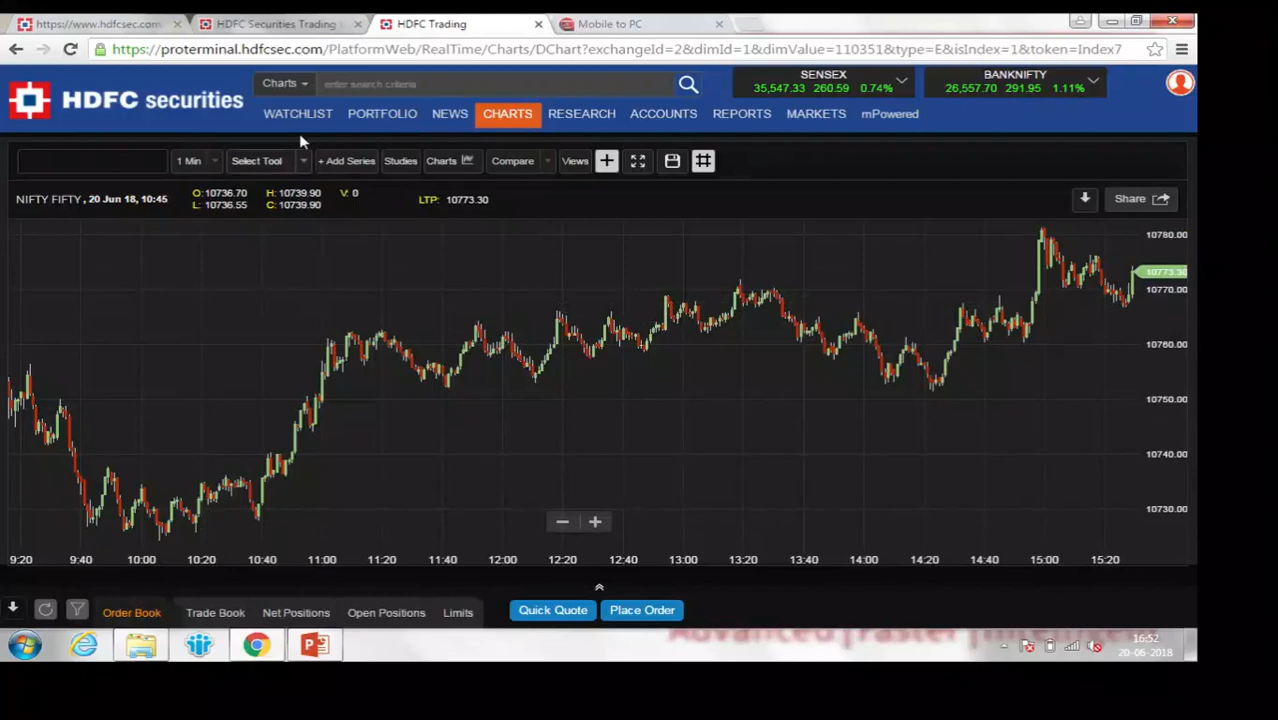 https://www.hdfcsec.com
HDFC Securities Trading
HDFC Trading
Mobile to PC
https://proterminal.hdfcsec.com/PlatformWeb/RealTime/Charts/DChart?exchangeId=2&dimId=1&dimValue=110351&type=E&isIndex=1&token=Index7
HDFC securities
Charts
enter search criteria
SENSEX
35,547.33 260.59 0.74%
BANKNIFTY
26,557.70 291.95 1.11%
WATCHLIST PORTFOLIO NEWS CHARTS RESEARCH ACCOUNTS REPORTS MARKETS mPowered
1 Min Select Tool + Add Series Studies Charts Compare Views
NIFTY FIFTY , 20 Jun 18, 10:45
O: 10736.70 H: 10739.90 V: 0
L: 10736.55 C: 10739.90
LTP: 10773.30
Share
10780.00
10773.30
10770.00
10760.00
10750.00
10740.00
10730.00
9:20 9:40 10:00 10:20 10:40 11:00 11:20 11:40 12:00 12:20 12:40 13:00 13:20 13:40 14:00 14:20 14:40 15:00 15:20
Order Book Trade Book Net Positions Open Positions Limits Quick Quote Place Order
16:52
20-06-2018